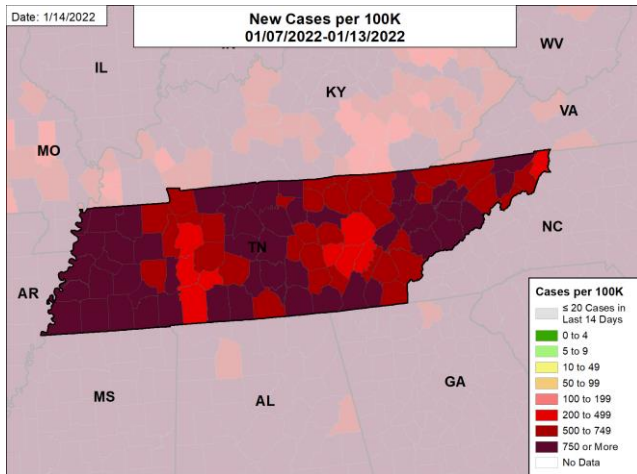 Date: 1/14/2022
New Cases per 100K
01/07/2022-01/13/2022
IL
WV
KY
VA
MO
TN
NC
AR
MS
AL
GA
Cases per 100K
≤ 20 Cases in
Last 14 Days
0 to 4
5 to 9
10 to 49
50 to 99
100 to 199
200 to 499
500 to 749
750 or More
No Data